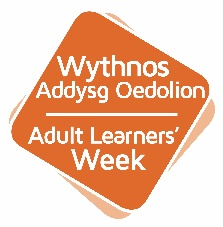 Wythnos
Addysg Oedolion
Adult Learners'
Week